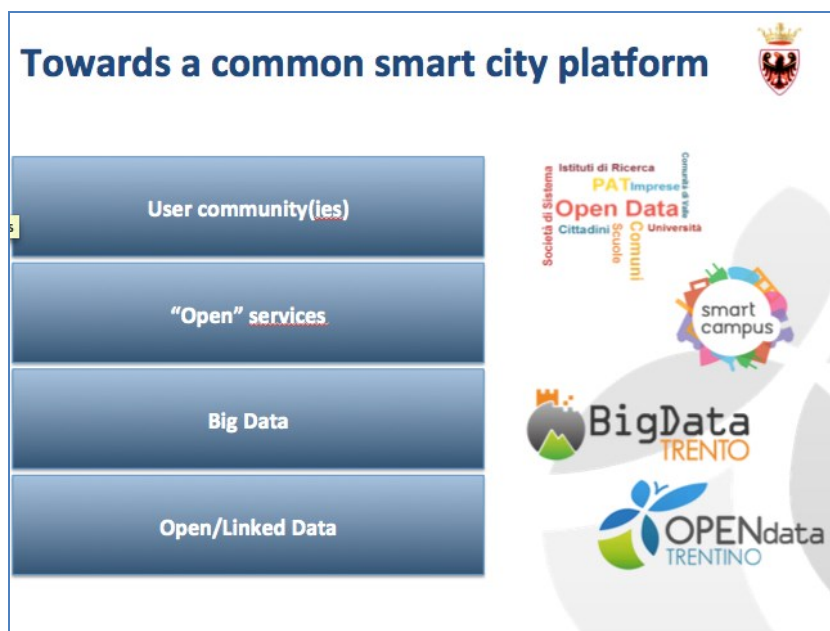 Towards a common smart city platform
User community(ies)
"Open" services
Big Data
Open/Linked Data
s
Istituti di Ricerca
PAT Imprese
Open Data
Cittadini
Università
Società di Sistema
Scuole
Comuni
Comunità di Valle
smart
campus
BigData
TRENTO
OPENdata
TRENTINO